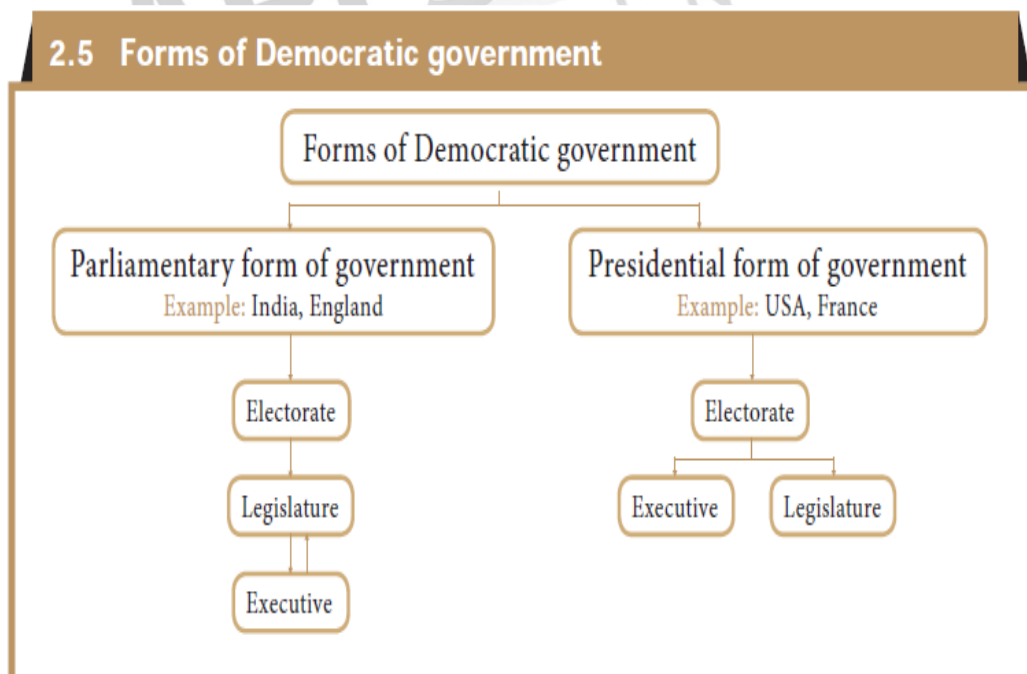 2.5 Forms of Democratic government
Forms of Democratic government
Parliamentary form of government
Example: India, England
Presidential form of government
Example: USA, France
Electorate
Legislature
Executive
Electorate
Executive
Legislature